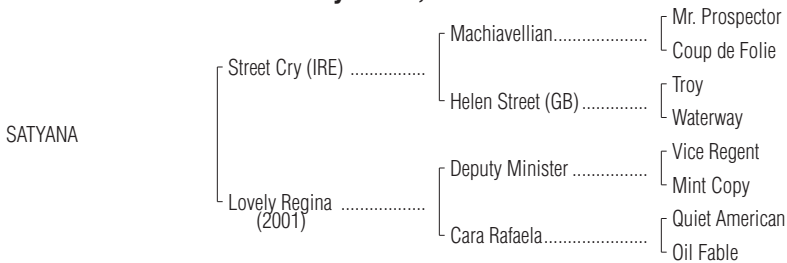 Machiavellian.................... Mr. Prospector
Coup de Folie
Street Cry (IRE) ................
Helen Street (GB).............. Troy
Waterway
SATYANA
Deputy Minister ................ Vice Regent
Mint Copy
Lovely Regina ..................
(2001)
Cara Rafaela...................... Quiet American
Oil Fable